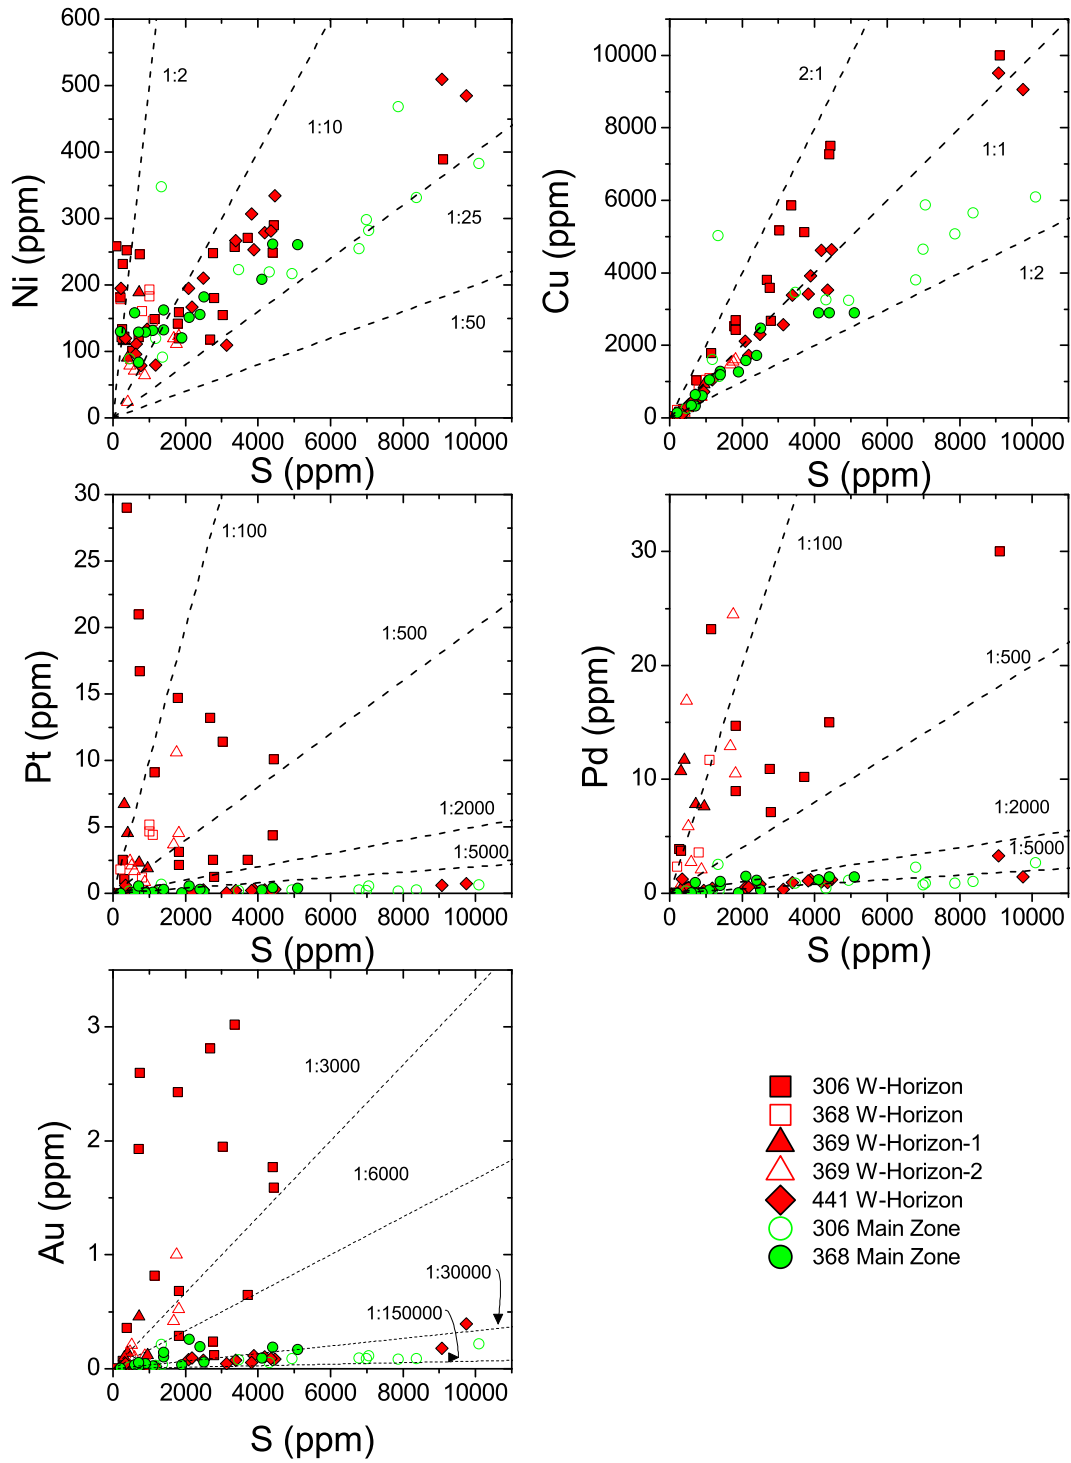 600
500
400
300
200
100
0
Ni (ppm)
1:2
1:10
1:25
1:50
0 2000 4000 6000 8000 10000
S (ppm)
10000
8000
6000
4000
2000
0
Cu (ppm)
2:1
1:1
1:2
0 2000 4000 6000 8000 10000
S (ppm)
30
25
20
15
10
5
0
Pt (ppm)
1:100
1:500
1:2000
1:5000
0 2000 4000 6000 8000 10000
S (ppm)
30
20
10
0
Pd (ppm)
1:100
1:500
1:2000
1:5000
0 2000 4000 6000 8000 10000
S (ppm)
3
2
1
0
Au (ppm)
1:3000
1:6000
1:30000
1:150000
0 2000 4000 6000 8000 10000
S (ppm)
306 W-Horizon
368 W-Horizon
369 W-Horizon-1
369 W-Horizon-2
441 W-Horizon
306 Main Zone
368 Main Zone